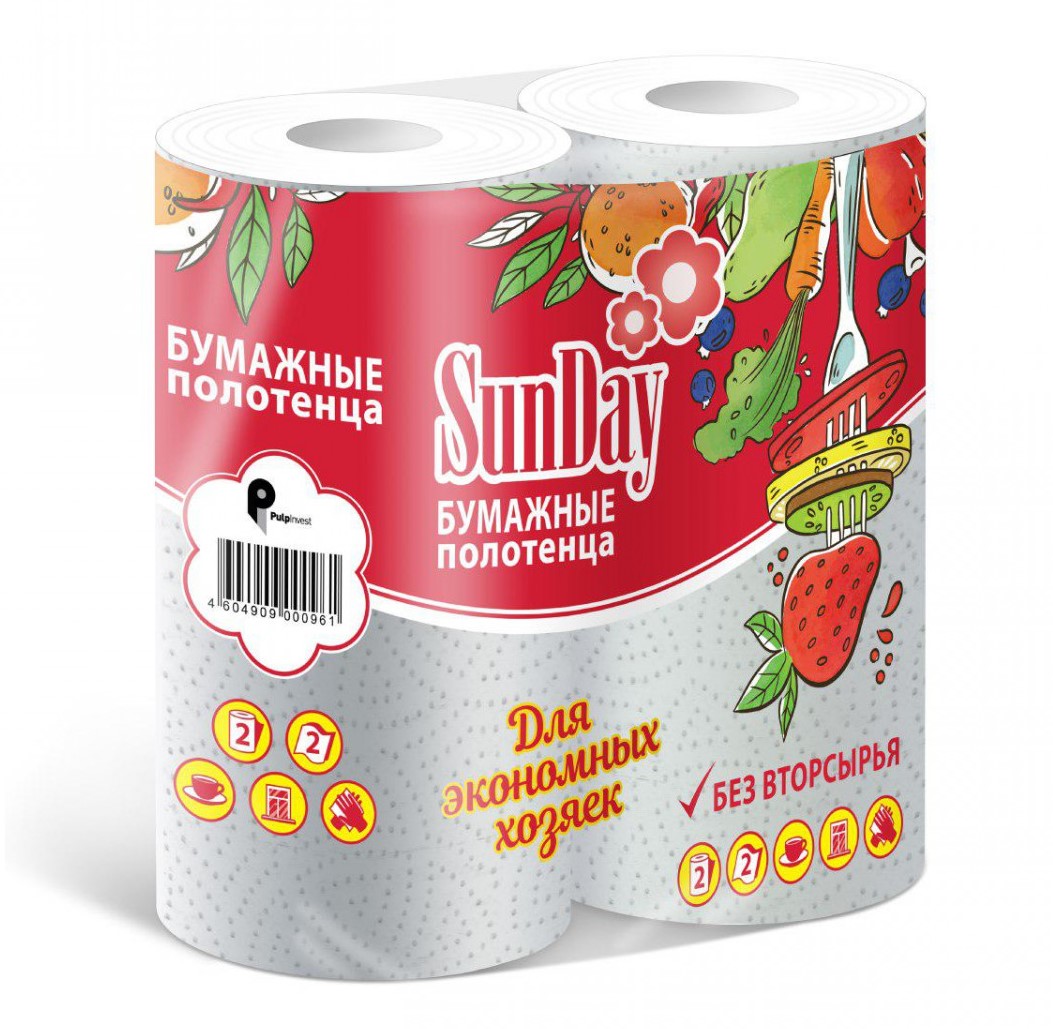 БУМАЖНЫЕ
полотенца
PulpInvest
4 604909 000961
2 2
SunDay
БУМАЖНЫЕ
полотенца
Для
экономных
хозяек
БЕЗ ВТОРСЫРЬЯ
2 2